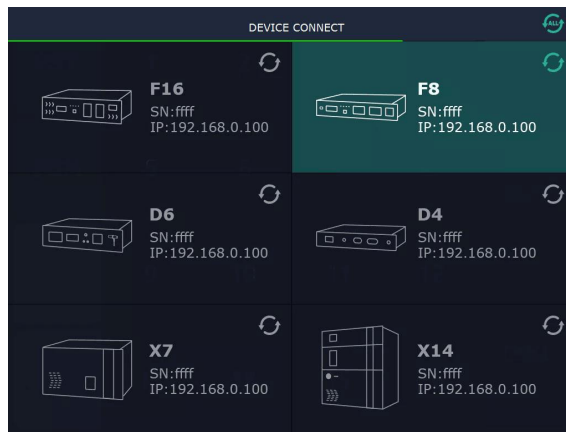 DEVICE CONNECT
ALL
F16
SN:ffff
IP:192.168.0.100
F8
SN:ffff
IP:192.168.0.100
D6
SN:ffff
IP:192.168.0.100
D4
SN:ffff
IP:192.168.0.100
X7
SN:ffff
IP:192.168.0.100
X14
SN:ffff
IP:192.168.0.100